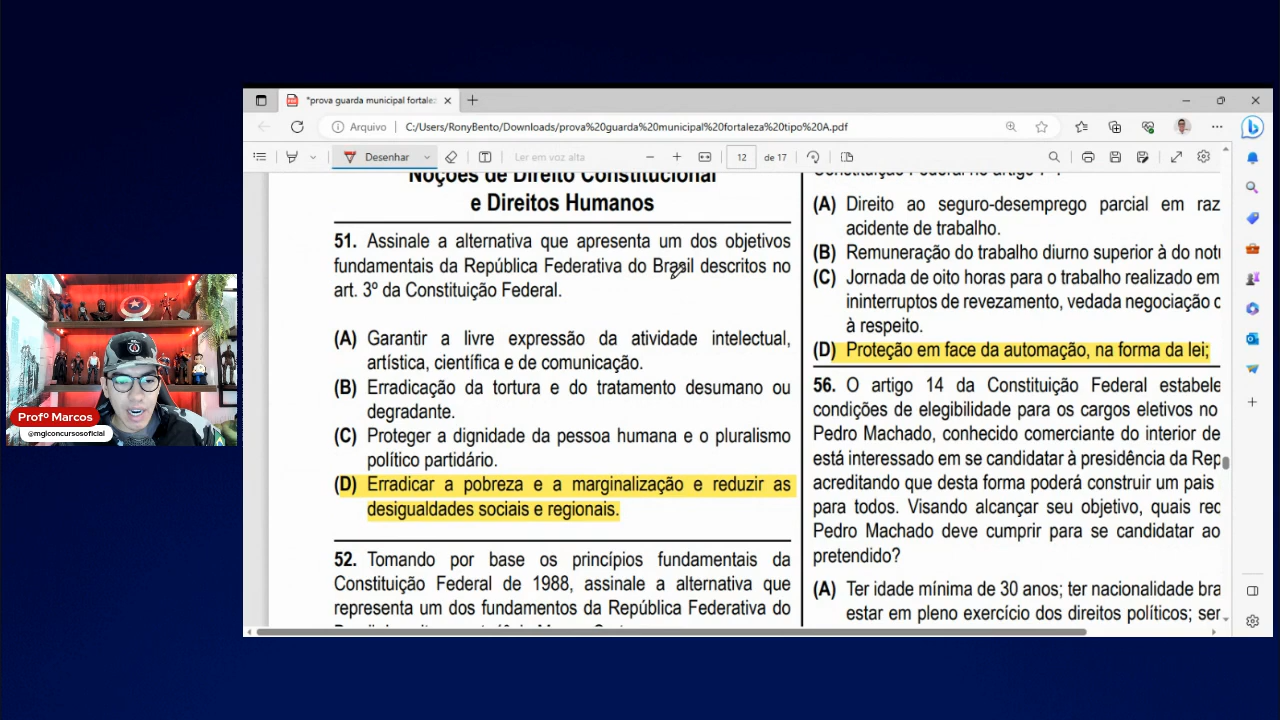 *prova guarda municipal fortale
Arquivo
C:/Users/RonyBento/Downloads/prova%20guarda%20municipal%20fortaleza%20tipo%20A.pdf
Desenhar
Ler em voz alta
12
de 17
Noções de Direito Constitucional
e Direitos Humanos
51. Assinale a alternativa que apresenta um dos objetivos
fundamentais da República Federativa do Brasil descritos no
art. 3º da Constituição Federal.
(A) Garantir a livre expressão da atividade intelectual,
artística, científica e de comunicação.
(B) Erradicação da tortura e do tratamento desumano ou
degradante.
(C) Proteger a dignidade da pessoa humana e o pluralismo
político partidário.
(D) Erradicar a pobreza e a marginalização e reduzir as
desigualdades sociais e regionais.
52. Tomando por base os princípios fundamentais da
Constituição Federal de 1988, assinale a alternativa que
representa um dos fundamentos da República Federativa do
(A) Direito ao seguro-desemprego parcial em raz
acidente de trabalho.
(B) Remuneração do trabalho diurno superior à do notu
(C) Jornada de oito horas para o trabalho realizado em
ininterruptos de revezamento, vedada negociação c
à respeito.
(D) Proteção em face da automação, na forma da lei;
56. O artigo 14 da Constituição Federal estabele
condições de elegibilidade para os cargos eletivos no
Pedro Machado, conhecido comerciante do interior de
está interessado em se candidatar à presidência da Rep
acreditando que desta forma poderá construir um pais
para todos. Visando alcançar seu objetivo, quais rec
Pedro Machado deve cumprir para se candidatar ao
pretendido?
(A) Ter idade mínima de 30 anos; ter nacionalidade bra
estar em pleno exercício dos direitos políticos; ser
Profº Marcos
@mglconcursosoficial